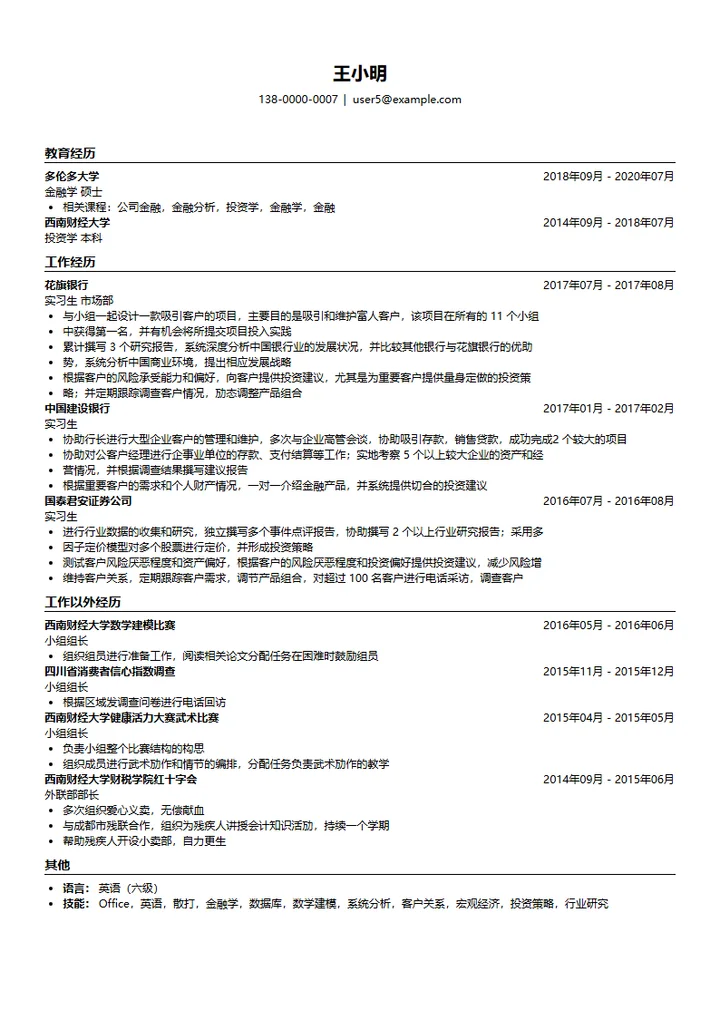 王小明
138-0000-0007 | user5@example.com
教育经历
多伦多大学 2018年09月 - 2020年07月
金融学 硕士
• 相关课程：公司金融，金融分析，投资学，金融学，金融
西南财经大学 2014年09月 - 2018年07月
投资学 本科
工作经历
花旗银行 2017年07月 - 2017年08月
实习生 市场部
• 与小组一起设计一款吸引客户的项目，主要目的是吸引和维护富人客户，该项目在所有的 11 个小组
• 中获得第一名，并有机会将所提交项目投入实践
• 累计撰写 3 个研究报告，系统深度分析中国银行业的发展状况，并比较其他银行与花旗银行的优助
• 势，系统分析中国商业环境，提出相应发展战略
• 根据客户的风险承受能力和偏好，向客户提供投资建议，尤其是为重要客户提供量身定做的投资策
• 略；并定期跟踪调查客户情况，励态调整产品组合
中国建设银行 2017年01月 - 2017年02月
实习生
• 协助行长进行大型企业客户的管理和维护，多次与企业高管会谈，协助吸引存款，销售贷款，成功完成2 个较大的项目
• 协助对公客户经理进行企事业单位的存款、支付结算等工作；实地考察 5 个以上较大企业的资产和经
• 营情况，并根据调查结果撰写建议报告
• 根据重要客户的需求和个人财产情况，一对一介绍金融产品，并系统提供切合的投资建议
国泰君安证券公司 2016年07月 - 2016年08月
实习生
• 进行行业数据的收集和研究，独立撰写多个事件点评报告，协助撰写 2 个以上行业研究报告；采用多
• 因子定价模型对多个股票进行定价，并形成投资策略
• 测试客户风险厌恶程度和资产偏好，根据客户的风险厌恶程度和投资偏好提供投资建议，减少风险增
• 维持客户关系，定期跟踪客户需求，调节产品组合，对超过 100 名客户进行电话采访，调查客户
工作以外经历
西南财经大学数学建模比赛 2016年05月 - 2016年06月
小组组长
• 组织组员进行准备工作，阅读相关论文分配任务在困难时鼓励组员
四川省消费者信心指数调查 2015年11月 - 2015年12月
小组组长
• 根据区域发调查问卷进行电话回访
西南财经大学健康活力大赛武术比赛 2015年04月 - 2015年05月
小组组长
• 负责小组整个比赛结构的构思
• 组织成员进行武术励作和情节的编排，分配任务负责武术励作的教学
西南财经大学财税学院红十字会 2014年09月 - 2015年06月
外联部部长
• 多次组织爱心义卖，无偿献血
• 与成都市残联合作，组织为残疾人讲授会计知识活励，持续一个学期
• 帮助残疾人开设小卖部，自力更生
其他
• 语言： 英语（六级）
• 技能： Office，英语，散打，金融学，数据库，数学建模，系统分析，客户关系，宏观经济，投资策略，行业研究